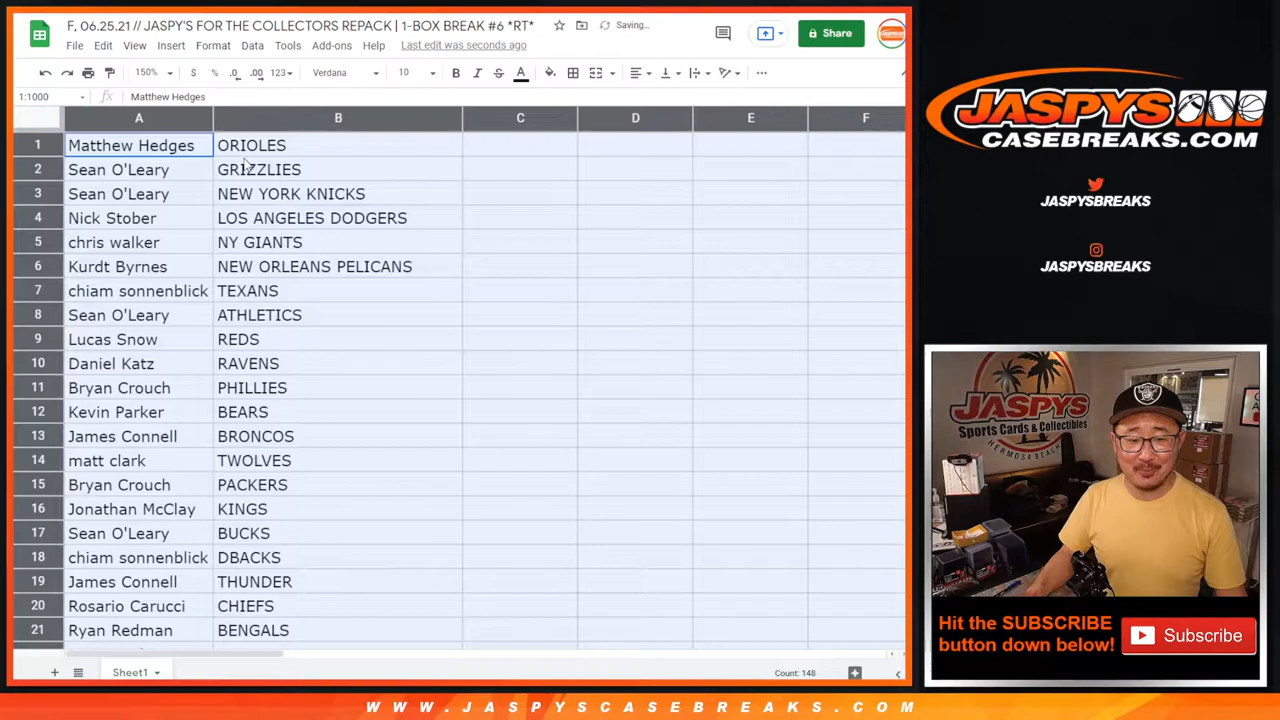 F, 06.25.21 // JASPY'S FOR THE COLLECTORS REPACK | 1-BOX BREAK #6 *RT*
Saving...
Share
File Edit View Insert Format Data Tools Add-ons Help Last edit was seconds ago
150% $ % .0 .00 123 Verdana 10 B I S A
1:1000 fx Matthew Hedges
A B C D E F
1 Matthew Hedges ORIOLES
2 Sean O'Leary GRIZZLIES
3 Sean O'Leary NEW YORK KNICKS
4 Nick Stober LOS ANGELES DODGERS
5 chris walker NY GIANTS
6 Kurdt Byrnes NEW ORLEANS PELICANS
7 chiam sonnenblick TEXANS
8 Sean O'Leary ATHLETICS
9 Lucas Snow REDS
10 Daniel Katz RAVENS
11 Bryan Crouch PHILLIES
12 Kevin Parker BEARS
13 James Connell BRONCOS
14 matt clark TWOLVES
15 Bryan Crouch PACKERS
16 Jonathan McClay KINGS
17 Sean O'Leary BUCKS
18 chiam sonnenblick DBACKS
19 James Connell THUNDER
20 Rosario Carucci CHIEFS
21 Ryan Redman BENGALS
Sheet1
Count: 148
JASPYS
CASEBREAKS.COM
JASPYSBREAKS
JASPYSBREAKS
JASPYS
Sports Cards & Collectibles
HERMOSA BEACH
Hit the SUBSCRIBE
button down below!
Subscribe
WWW.JASPYSCASEBREAKS.COM